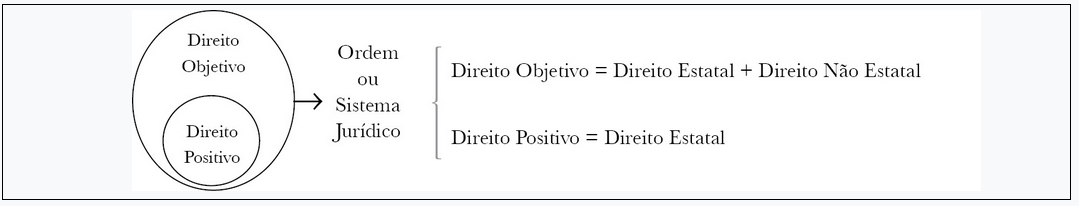 Direito
Objetivo
Direito
Positivo
Ordem
ou
Sistema
Jurídico
Direito Objetivo = Direito Estatal + Direito Não Estatal
Direito Positivo = Direito Estatal